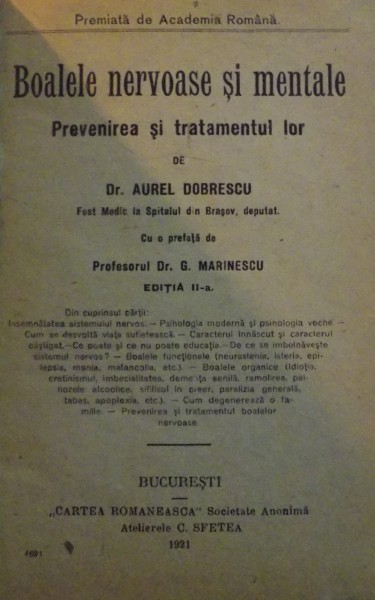 Premiată de Academia Română.
Boalele nervoase și mentale
Prevenirea și tratamentul lor
DE
Dr. AUREL DOBRESCU
Fost Medic la Spitalul din Brașov, deputat.
Cu o prefață de
Profesorul Dr. G. MARINESCU
EDIȚIA II-a.
Din cuprinsul cărții:
Însemnătatea sistemului nervos. — Psihologia modernă și psihologia veche —
Cum se desvoltă viața sufletească. — Caracterul înnăscut și caracterul
câștigat. — Ce poate și ce nu poate educația. — De ce se îmbolnăvește
sistemul nervos? — Boalele funcționale (neurastenia, isteria, epi-
lepsia, mania, melancolia, etc.). — Boalele organice (Idioția,
cretinismul, imbecilitatea, demența senilă, ramolirea, psi-
hozele alcoolice, sifilisul în creer, paralizia generală,
tabes, apoplexia, etc.). — Cum degenerează o fa-
milie. — Prevenirea și tratamentul boalelor
nervoase
BUCUREȘTI
„CARTEA ROMANEASCA" Societate Anonimă
Atelierele C. SFETEA
1921